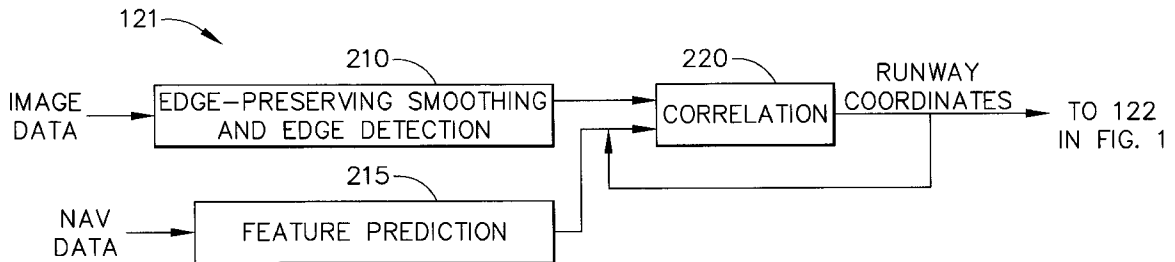 121
210
220
IMAGE
DATA
EDGE-PRESERVING SMOOTHING
AND EDGE DETECTION
CORRELATION
RUNWAY
COORDINATES
TO 122
IN FIG. 1
215
NAV
DATA
FEATURE PREDICTION